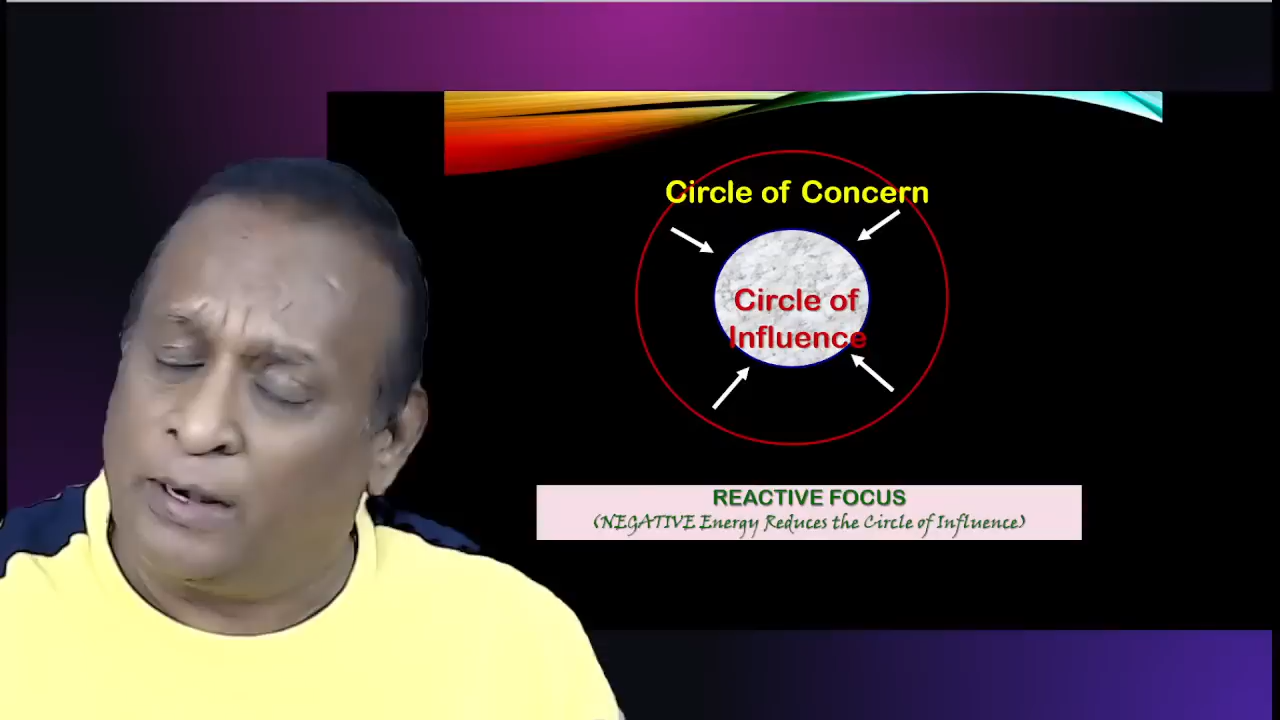 Circle of Concern
Circle of
Influence
REACTIVE FOCUS
(NEGATIVE Energy Reduces the Circle of Influence)